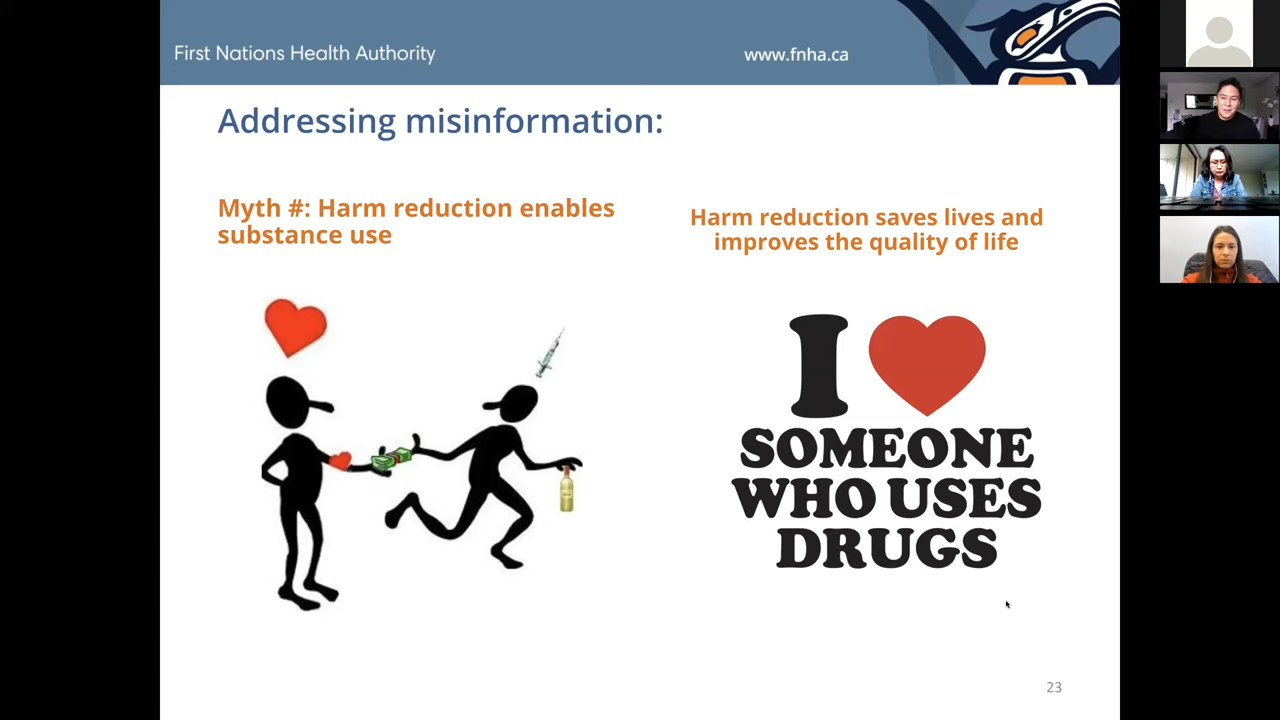 First Nations Health Authority
www.fnha.ca
Addressing misinformation:
Myth #: Harm reduction enables
substance use
Harm reduction saves lives and
improves the quality of life
I
SOMEONE
WHO USES
DRUGS
23